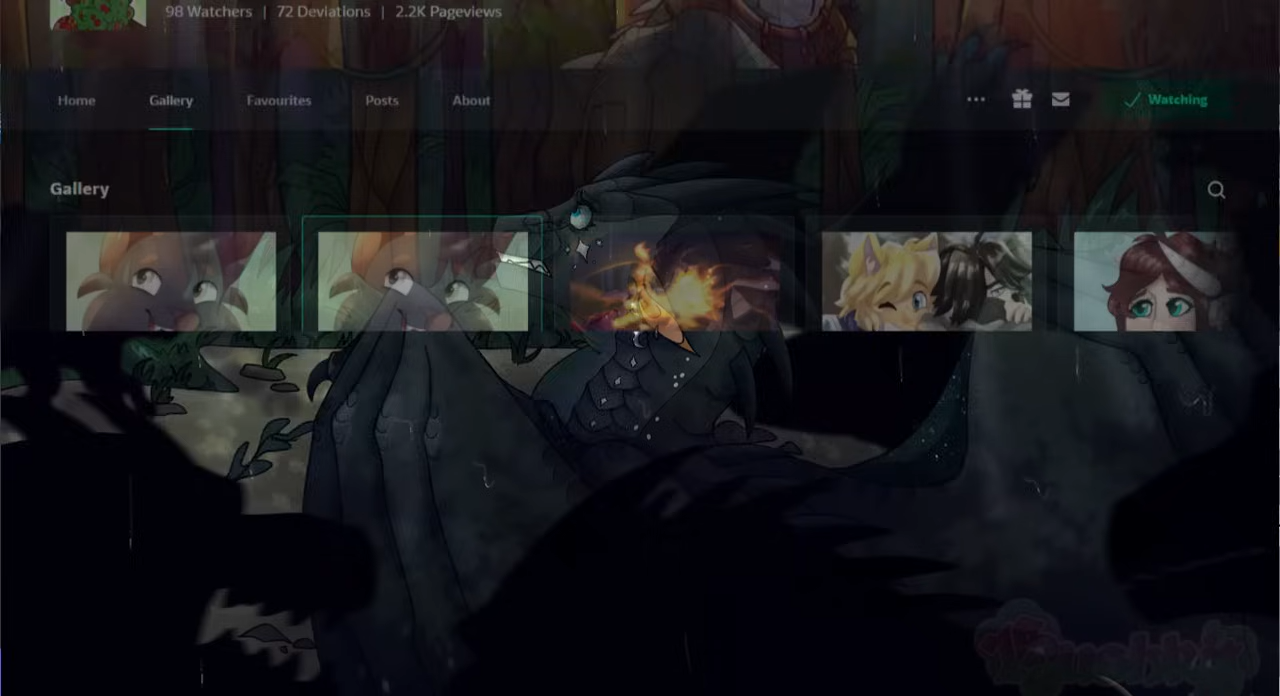 98 Watchers | 72 Deviations | 2.2K Pageviews
Home Gallery Favourites Posts About
Watching
Gallery